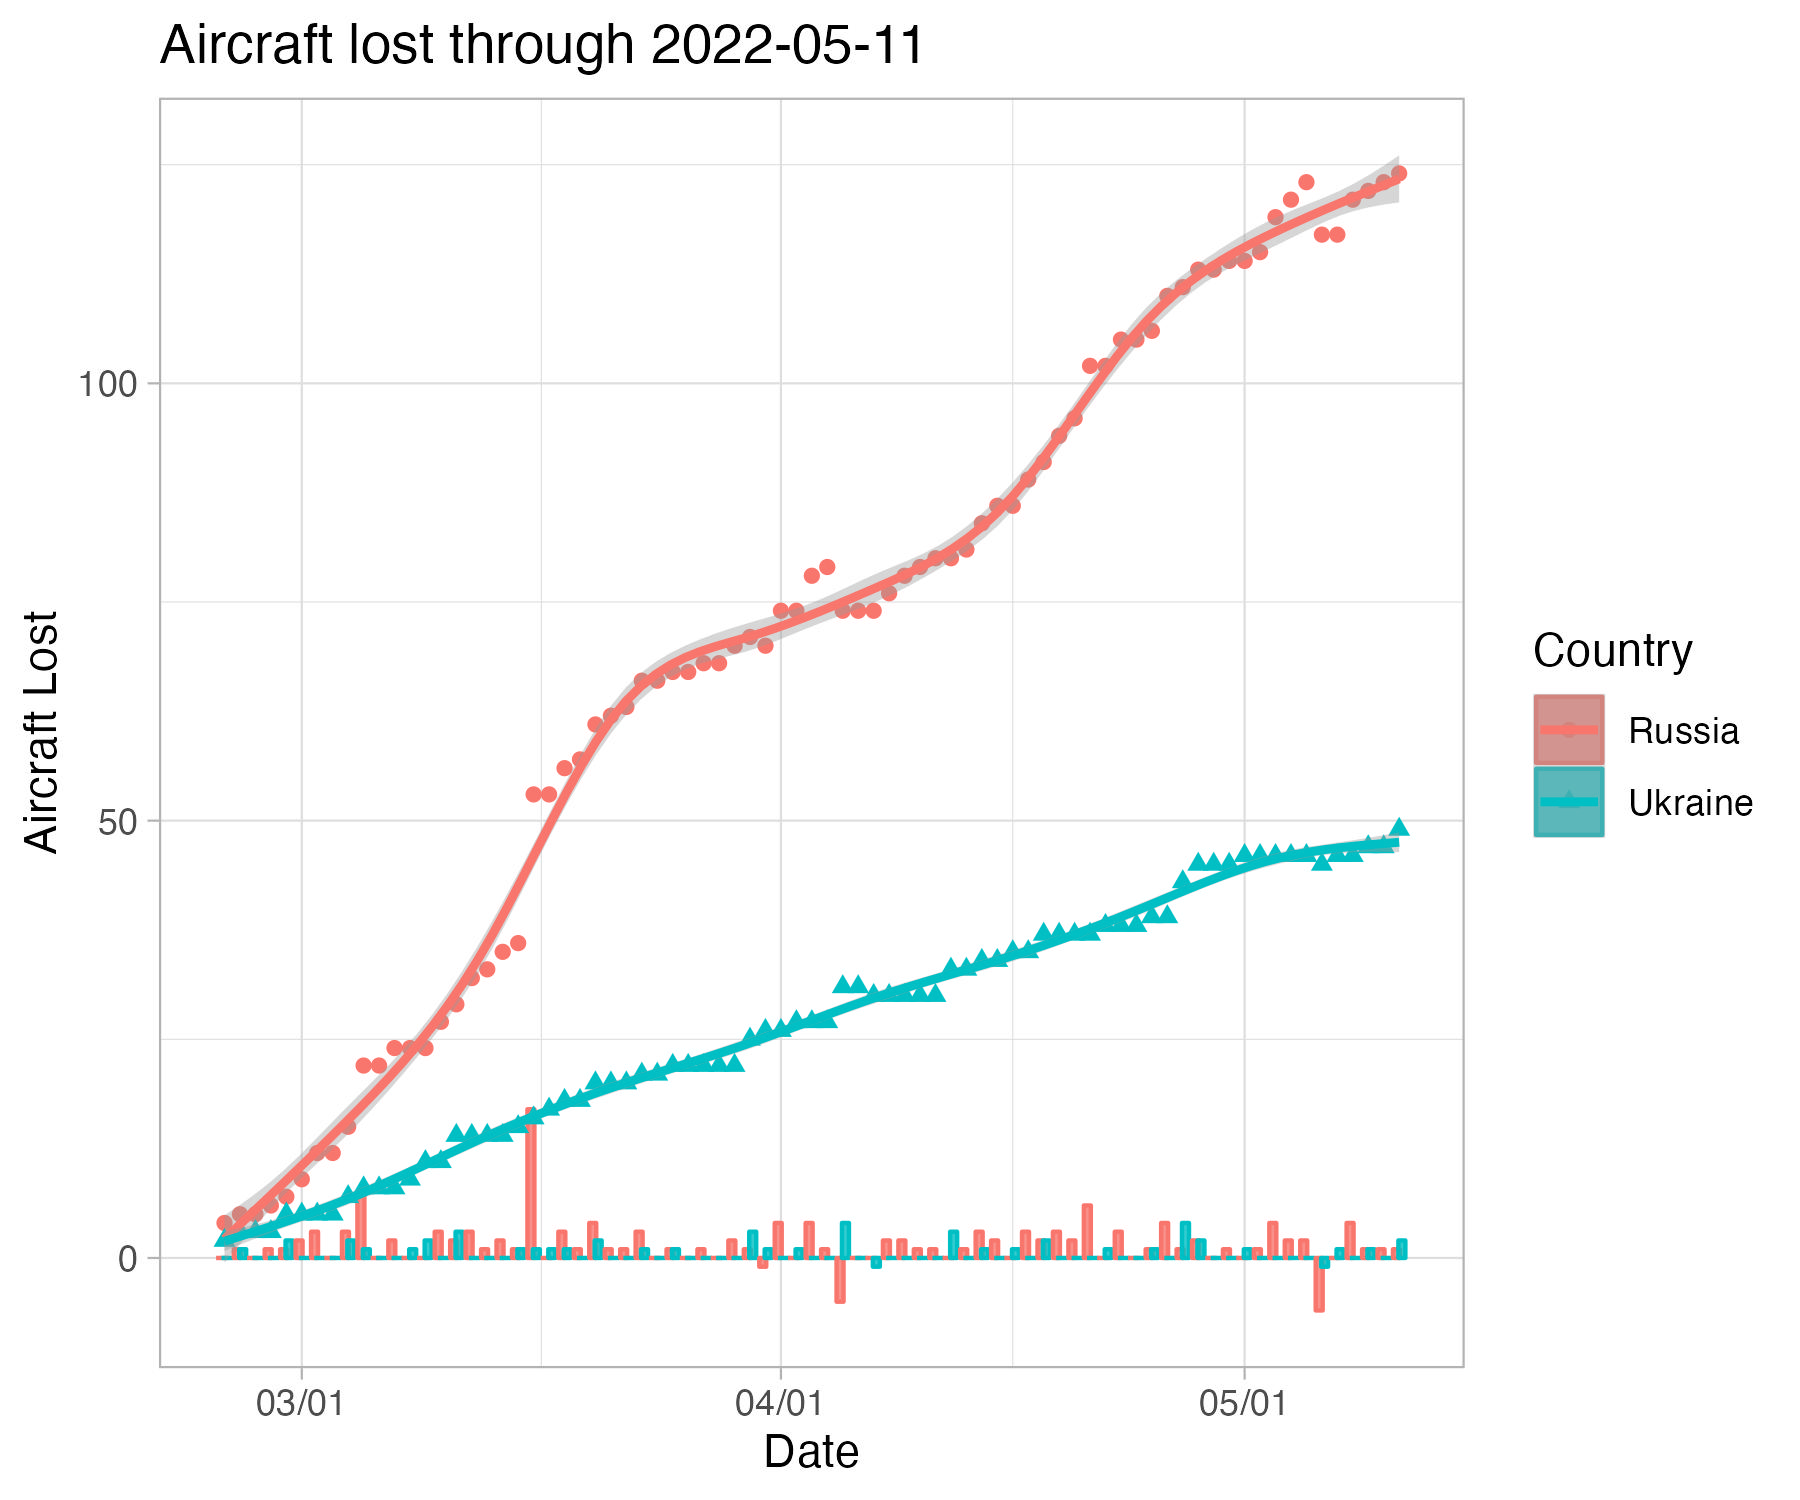 Aircraft lost through 2022-05-11
Aircraft Lost
100
50
0
03/01
04/01
05/01
Date
Country
Russia
Ukraine